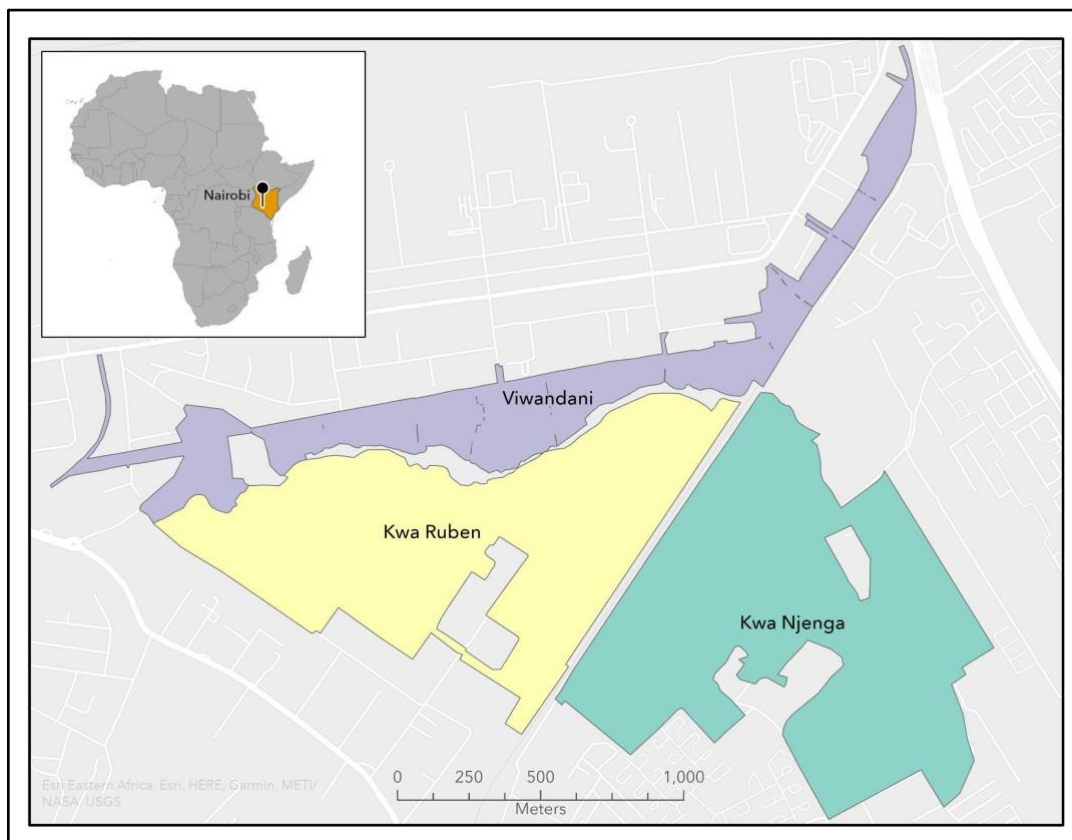 Nairobi
Viwandani
Kwa Ruben
Kwa Njenga
0 250 500 1,000
Meters
Esri Eastern Africa, Esri, HERE, Garmin, METI/
NASA, USGS